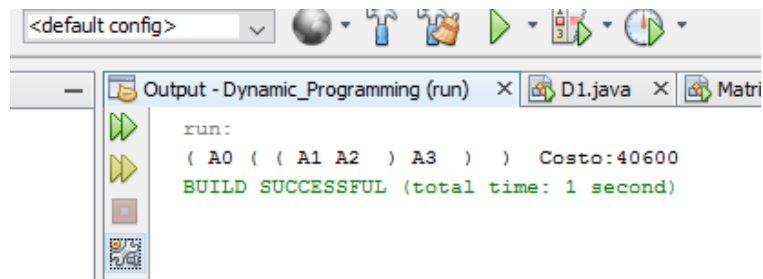 <default config>
Output - Dynamic_Programming (run) D1.java Matri
run:
( A0 ( ( A1 A2 ) A3 ) ) Costo:40600
BUILD SUCCESSFUL (total time: 1 second)